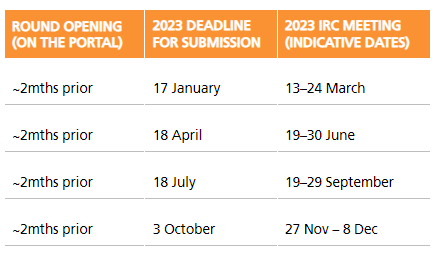 ROUND OPENING (ON THE PORTAL) 2023 DEADLINE FOR SUBMISSION 2023 IRC MEETING (INDICATIVE DATES)
~2mths prior 17 January 13–24 March
~2mths prior 18 April 19–30 June
~2mths prior 18 July 19–29 September
~2mths prior 3 October 27 Nov – 8 Dec